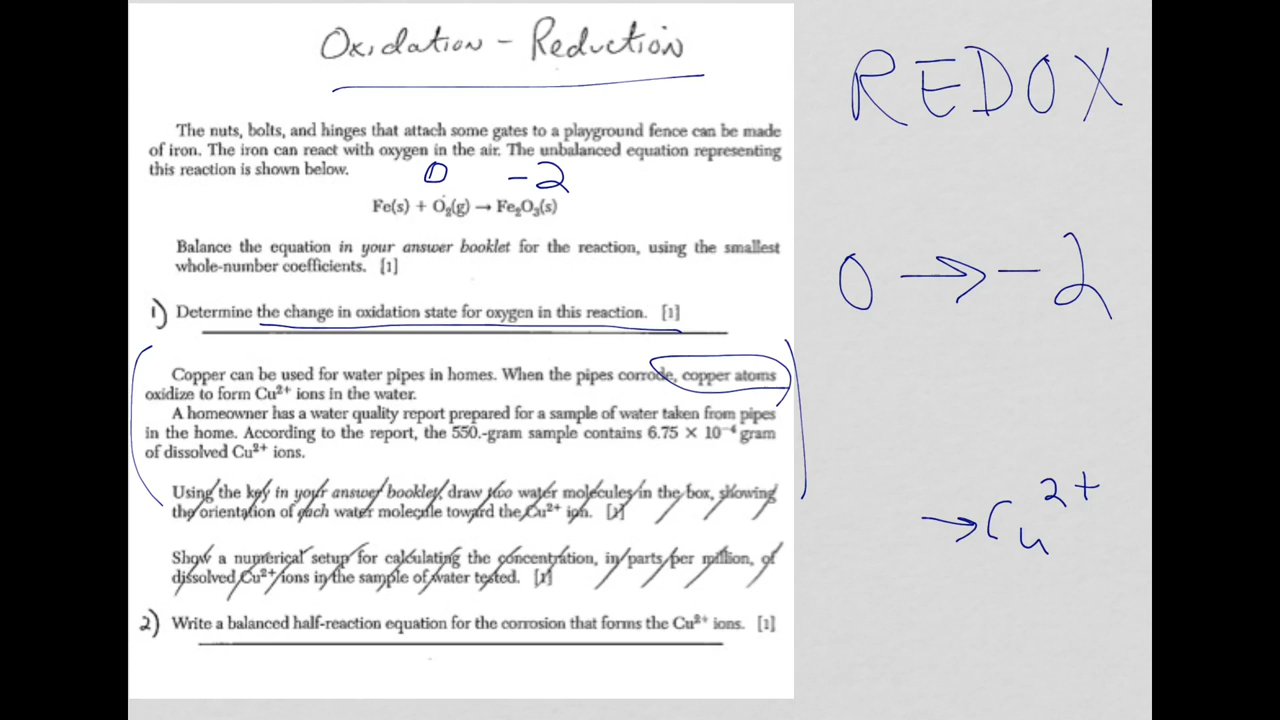 Oxidation - Reduction
REDOX
The nuts, bolts, and hinges that attach some gates to a playground fence can be made
of iron. The iron can react with oxygen in the air. The unbalanced equation representing
this reaction is shown below.
0 -2
Fe(s) + O₂(g) → Fe₂O₃(s)
Balance the equation in your answer booklet for the reaction, using the smallest
whole-number coefficients. [1]
0 → -2
1) Determine the change in oxidation state for oxygen in this reaction. [1]
Copper can be used for water pipes in homes. When the pipes corrode, copper atoms
oxidize to form Cu²⁺ ions in the water.
A homeowner has a water quality report prepared for a sample of water taken from pipes
in the home. According to the report, the 550.-gram sample contains 6.75 × 10⁻⁴ gram
of dissolved Cu²⁺ ions.
Using the key in your answer booklet, draw two water molecules in the box, showing
the orientation of each water molecule toward the Cu²⁺ ion. [1]
→ Cu²⁺
Show a numerical setup for calculating the concentration, in parts per million, of
dissolved Cu²⁺ ions in the sample of water tested. [1]
2) Write a balanced half-reaction equation for the corrosion that forms the Cu²⁺ ions. [1]